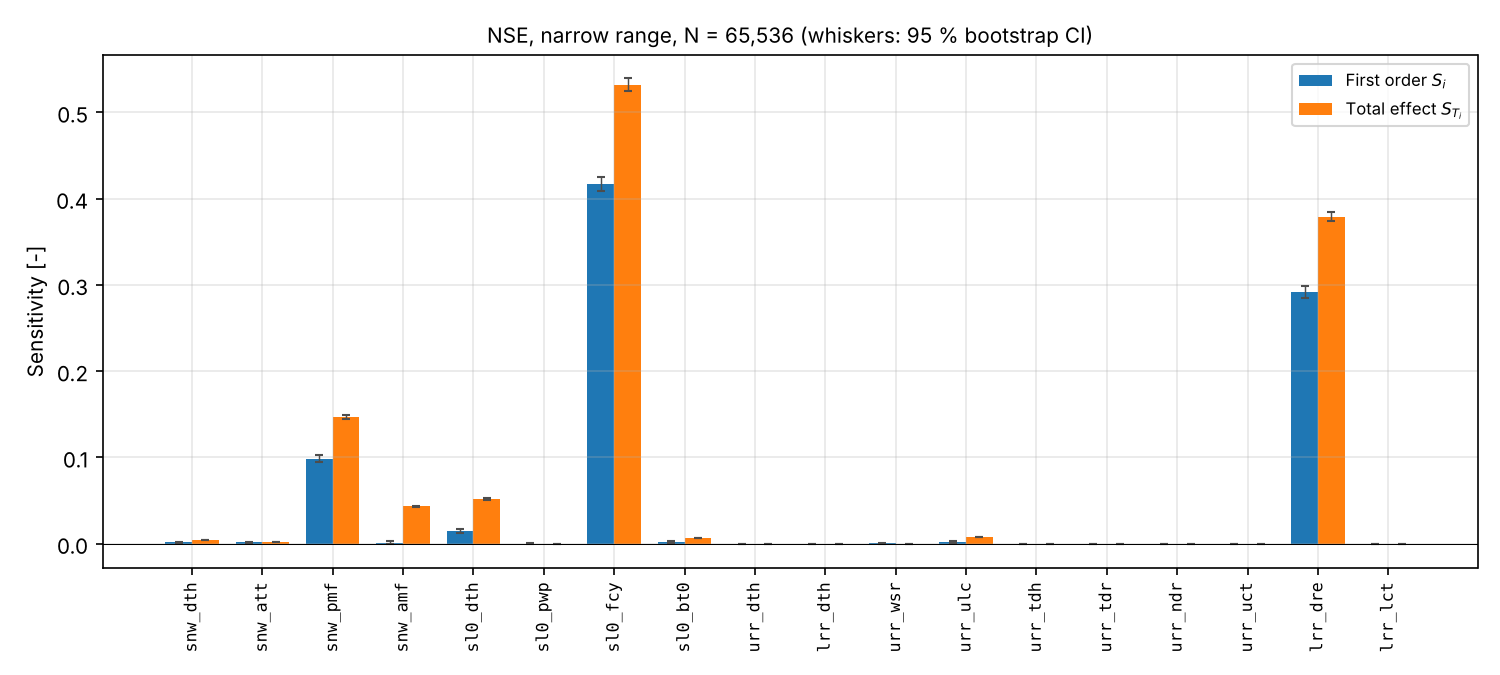 NSE, narrow range, N = 65,536 (whiskers: 95 % bootstrap CI)
First order S_i
Total effect S_{T_i}
Sensitivity [-]
0.5
0.4
0.3
0.2
0.1
0.0
snw_dth
snw_att
snw_pmf
snw_amf
sl0_dth
sl0_pwp
sl0_fcy
sl0_bt0
urr_dth
lrr_dth
urr_wsr
urr_ulc
urr_tdh
urr_tdr
urr_ndr
urr_uct
lrr_dre
lrr_lct